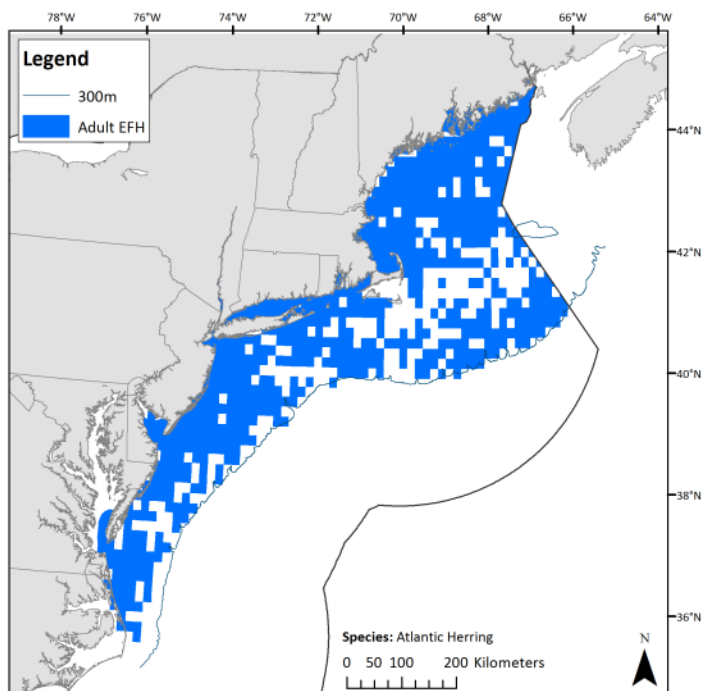 78°W 76°W 74°W 72°W 70°W 68°W 66°W 64°W
Legend
300m
Adult EFH
44°N
42°N
40°N
38°N
36°N
Species: Atlantic Herring
0 50 100 200 Kilometers
N